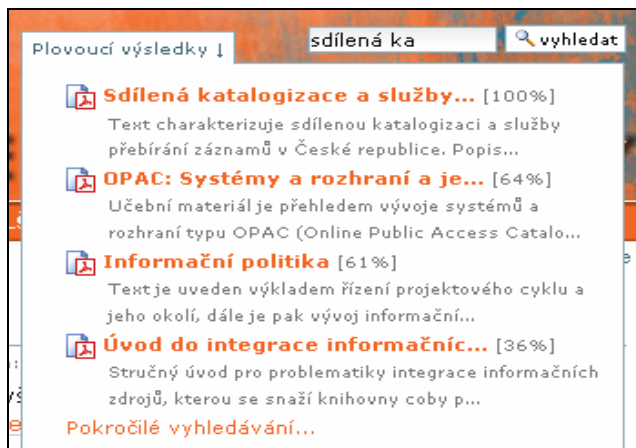 sdílená ka
vyhledat
Plovoucí výsledky ↓
Sdílená katalogizace a služby... [100%]
Text charakterizuje sdílenou katalogizaci a služby
přebírání záznamů v České republice. Popis...
OPAC: Systémy a rozhraní a je... [64%]
Učební materiál je přehledem vývoje systémů a
rozhraní typu OPAC (Online Public Access Catalo...
Informační politika [61%]
Text je uveden výkladem řízení projektového cyklu a
jeho okolí, dále je pak vývoj informační...
Úvod do integrace informačníc... [36%]
Stručný úvod pro problematiky integrace informačních
zdrojů, kterou se snaží knihovny coby p...
Pokročilé vyhledávání...